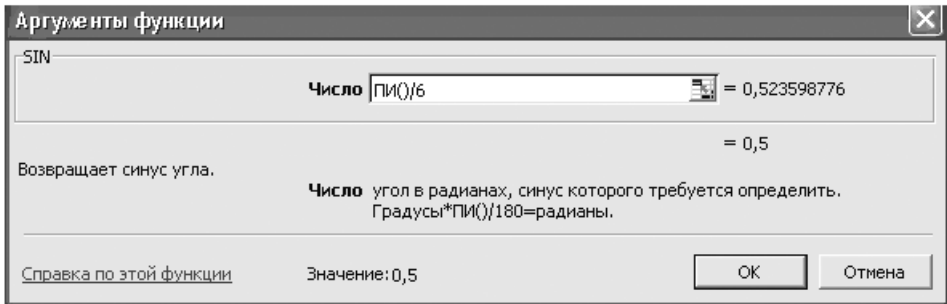 Аргументы функции
SIN
Число ПИ()/6 = 0,523598776
= 0,5
Возвращает синус угла.
Число угол в радианах, синус которого требуется определить.
Градусы*ПИ()/180=радианы.
Справка по этой функции Значение:0,5 OK Отмена